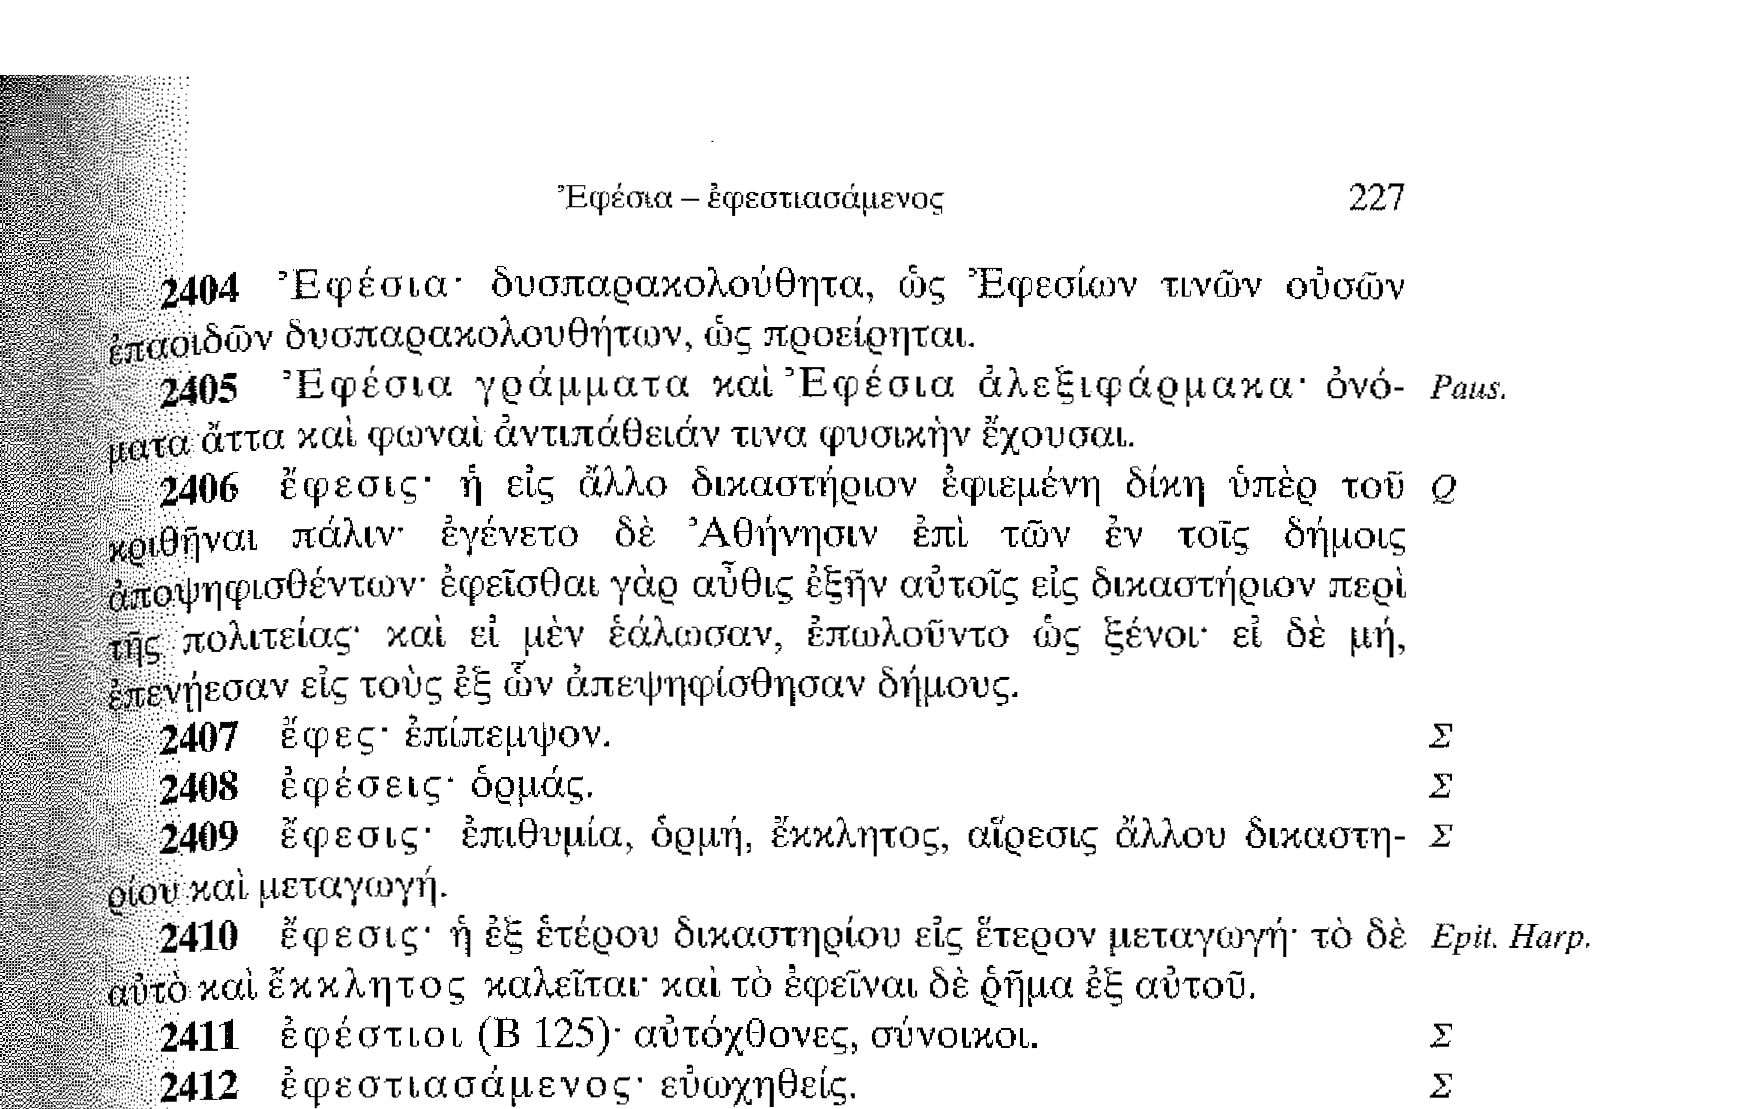 Ἐφέσια – ἐφεστιασάμενος 227
2404 Ἐφέσια· δυσπαρακολούθητα, ὡς Ἐφεσίων τινῶν οὐσῶν
ἐπαοιδῶν δυσπαρακολουθήτων, ὡς προείρηται.
2405 Ἐφέσια γράμματα καὶ Ἐφέσια ἀλεξιφάρμακα· ὀνό- Paus.
ματα ἄττα καὶ φωναὶ ἀντιπάθειάν τινα φυσικὴν ἔχουσαι.
2406 ἔφεσις· ἡ εἰς ἄλλο δικαστήριον ἐφιεμένη δίκη ὑπὲρ τοῦ Q
κριθῆναι πάλιν· ἐγένετο δὲ Ἀθήνησιν ἐπὶ τῶν ἐν τοῖς δήμοις
ἀποψηφισθέντων· ἐφεῖσθαι γὰρ αὖθις ἐξῆν αὐτοῖς εἰς δικαστήριον περὶ
τῆς πολιτείας· καὶ εἰ μὲν ἑάλωσαν, ἐπωλοῦντο ὡς ξένοι· εἰ δὲ μή,
ἐπενῄεσαν εἰς τοὺς ἐξ ὧν ἀπεψηφίσθησαν δήμους.
2407 ἔφες· ἐπίπεμψον. Σ
2408 ἐφέσεις· ὁρμάς. Σ
2409 ἔφεσις· ἐπιθυμία, ὁρμή, ἔκκλητος, αἵρεσις ἄλλου δικαστη- Σ
ρίου καὶ μεταγωγή.
2410 ἔφεσις· ἡ ἐξ ἑτέρου δικαστηρίου εἰς ἕτερον μεταγωγή· τὸ δὲ Epit. Harp.
αὐτὸ καὶ ἔκκλητος καλεῖται· καὶ τὸ ἐφεῖναι δὲ ῥῆμα ἐξ αὐτοῦ.
2411 ἐφέστιοι (Β 125)· αὐτόχθονες, σύνοικοι. Σ
2412 ἐφεστιασάμενος· εὐωχηθείς. Σ